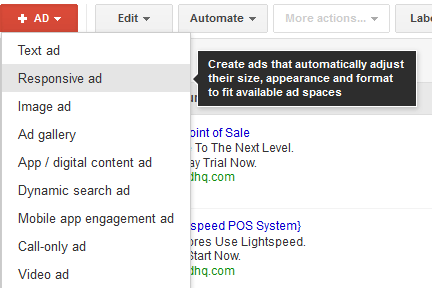 + AD
Edit
Automate
More actions...
Text ad
Responsive ad
Create ads that automatically adjust
their size, appearance and format
to fit available ad spaces
Image ad
Ad gallery
oint of Sale
To The Next Level.
ay Trial Now.
dhq.com
App / digital content ad
Dynamic search ad
Mobile app engagement ad
speed POS System}
ores Use Lightspeed.
Start Now.
dhq.com
Call-only ad
Video ad